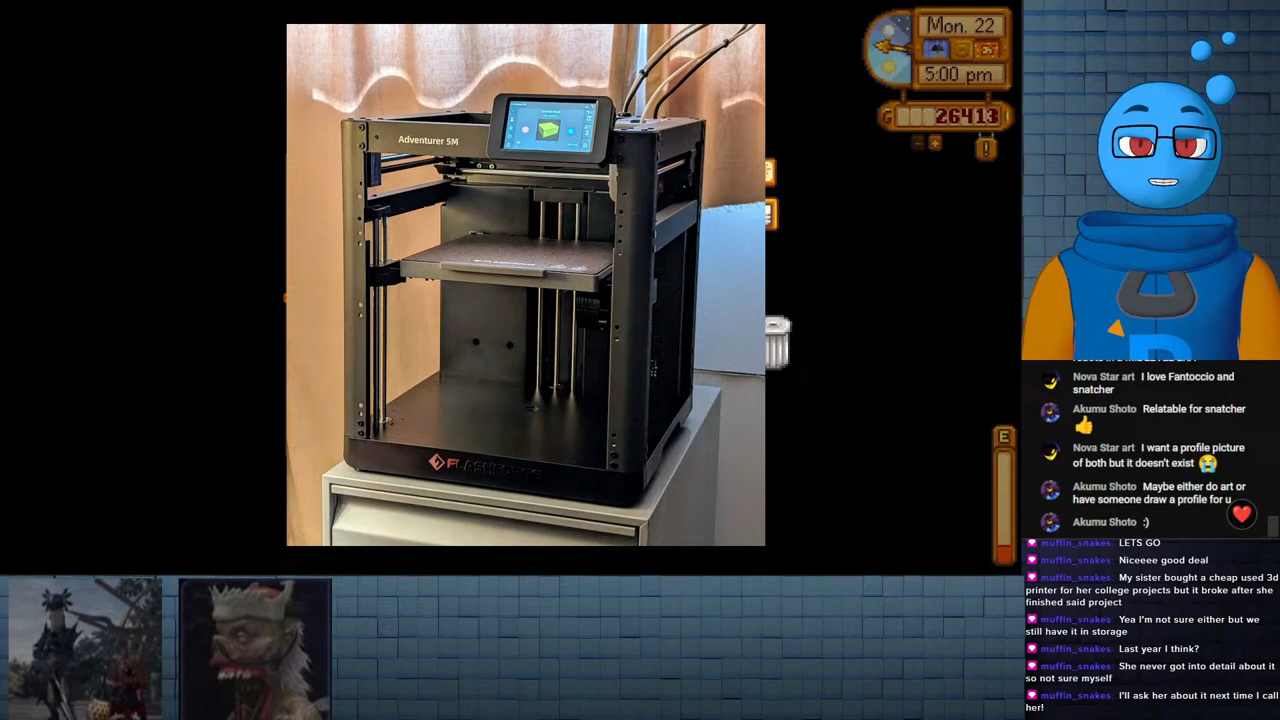 Mon. 22
5:00 pm
G 26413
Adventurer 5M
FLASHFORGE
E
Nova Star art I love Fantoccio and
snatcher
Akumu Shoto Relatable for snatcher
👍
Nova Star art I want a profile picture
of both but it doesn't exist 😭
Akumu Shoto Maybe either do art or
have someone draw a profile for u
Akumu Shoto :)
muffin_snakes: LETS GO
muffin_snakes: Niceeee good deal
muffin_snakes: My sister bought a cheap used 3d
printer for her college projects but it broke after she
finished said project
muffin_snakes: Yea I'm not sure either but we
still have it in storage
muffin_snakes: Last year I think?
muffin_snakes: She never got into detail about it
so not sure myself
muffin_snakes: I'll ask her about it next time I call
her!